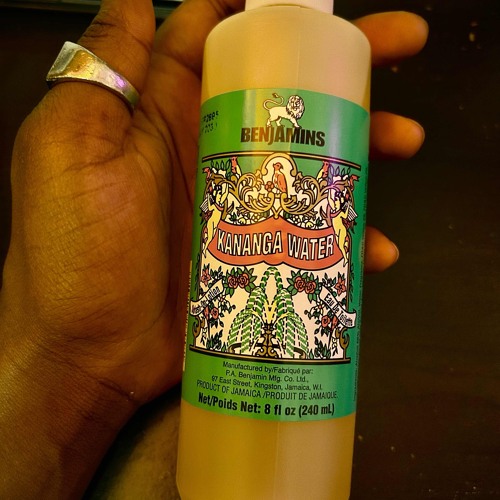 BENJAMINS
KANANGA WATER
Manufactured by/Fabriqué par:
P.A. Benjamin Mfg. Co. Ltd.,
97 East Street, Kingston, Jamaica, W.I.
PRODUCT OF JAMAICA /PRODUIT DE JAMAIQUE
Net/Poids Net: 8 fl oz (240 mL)